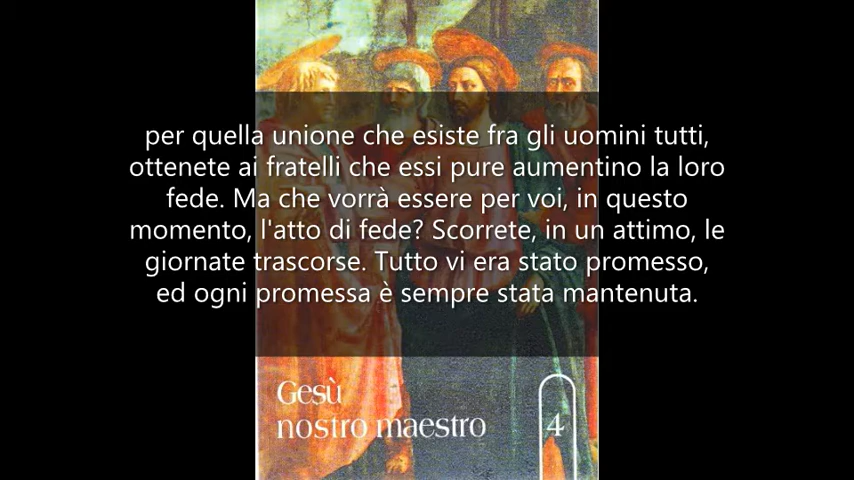 per quella unione che esiste fra gli uomini tutti,
ottenete ai fratelli che essi pure aumentino la loro
fede. Ma che vorrà essere per voi, in questo
momento, l'atto di fede? Scorrete, in un attimo, le
giornate trascorse. Tutto vi era stato promesso,
ed ogni promessa è sempre stata mantenuta.
Gesù
nostro maestro
4